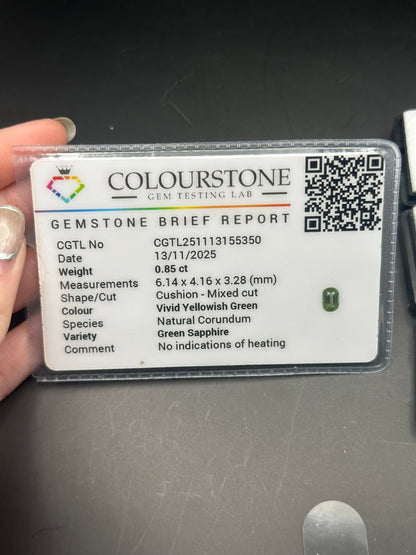 COLOURSTONE
GEM TESTING LAB
GEMSTONE BRIEF REPORT
CGTL No CGTL251113155350
Date 13/11/2025
Weight 0.85 ct
Measurements 6.14 x 4.16 x 3.28 (mm)
Shape/Cut Cushion - Mixed cut
Colour Vivid Yellowish Green
Species Natural Corundum
Variety Green Sapphire
Comment No indications of heating